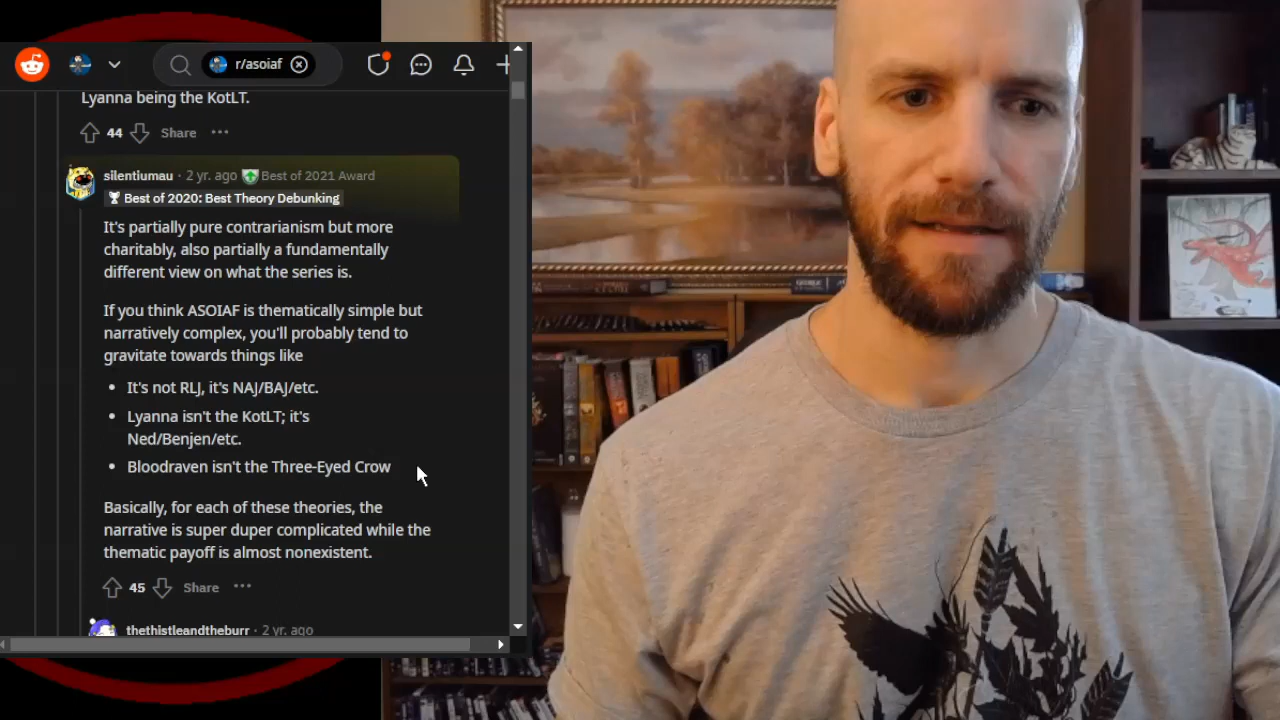 r/asoiaf
Lyanna being the KotLT.
44 Share
silentiumau · 2 yr. ago Best of 2021 Award
Best of 2020: Best Theory Debunking
It's partially pure contrarianism but more
charitably, also partially a fundamentally
different view on what the series is.
If you think ASOIAF is thematically simple but
narratively complex, you'll probably tend to
gravitate towards things like
• It's not RLJ, it's NAJ/BAJ/etc.
• Lyanna isn't the KotLT; it's
Ned/Benjen/etc.
• Bloodraven isn't the Three-Eyed Crow
Basically, for each of these theories, the
narrative is super duper complicated while the
thematic payoff is almost nonexistent.
45 Share
thethistleandtheburr · 2 yr. ago